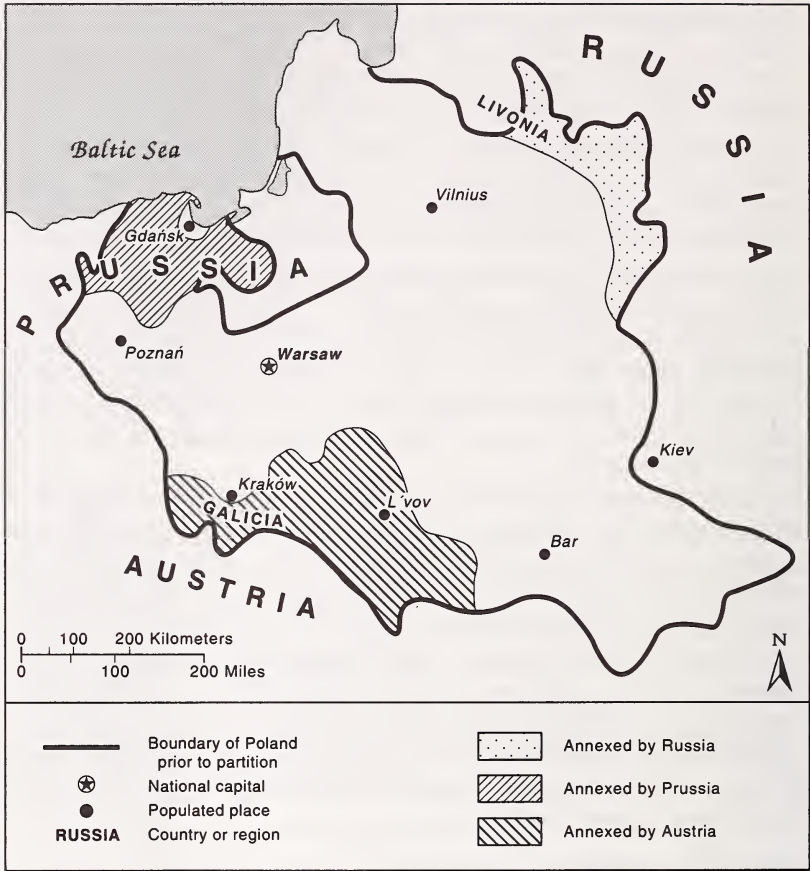 RUSSIA
LIVONIA
Baltic Sea
Vilnius
Gdańsk
PRUSSIA
Poznań
Warsaw
Kiev
Kraków
L'vov
GALICIA
Bar
AUSTRIA
0 100 200 Kilometers
0 100 200 Miles
N
Boundary of Poland
prior to partition
National capital
Populated place
RUSSIA Country or region
Annexed by Russia
Annexed by Prussia
Annexed by Austria